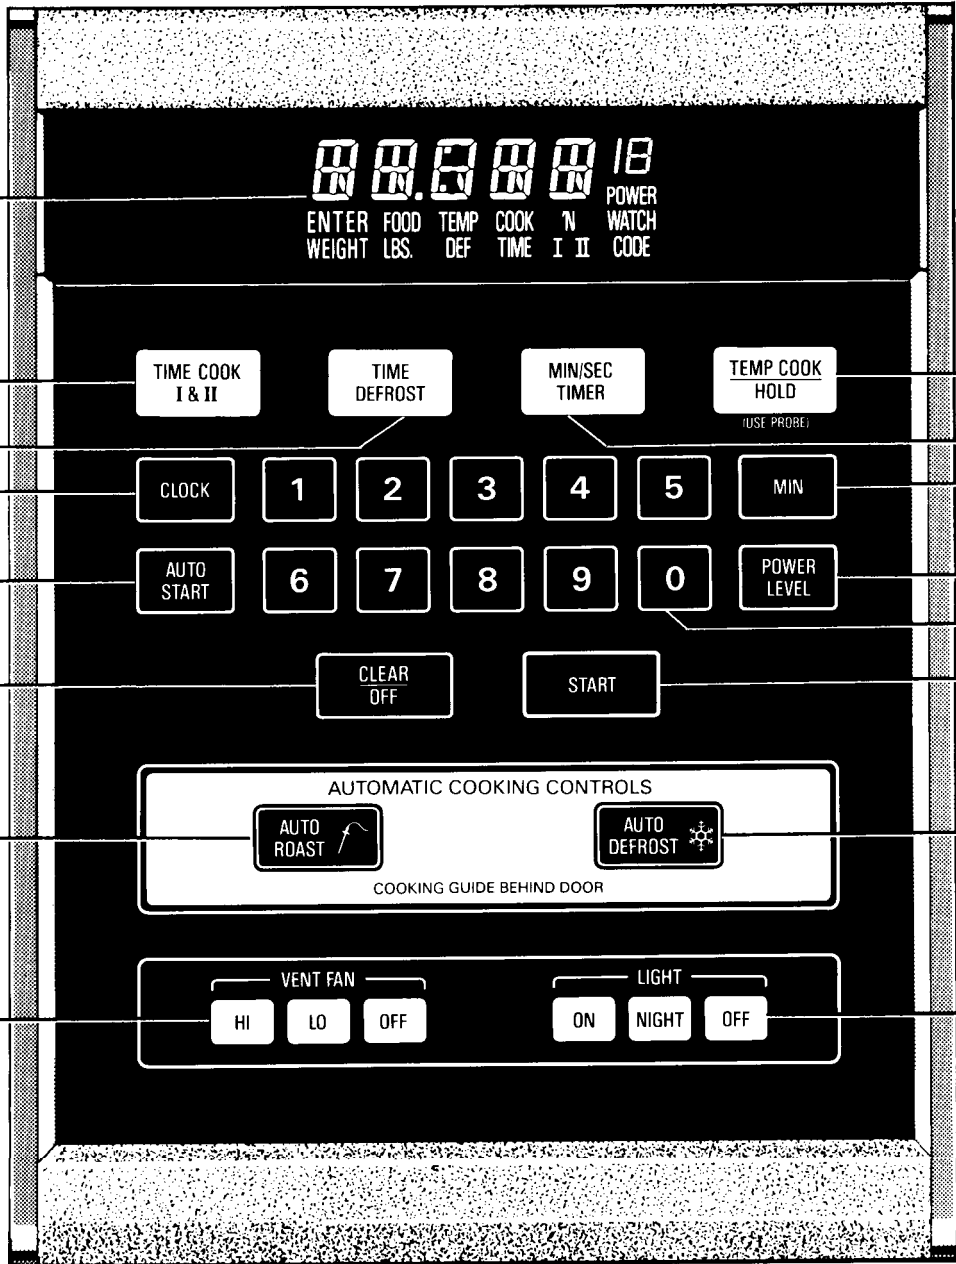 18
POWER
ENTER FOOD TEMP COOK 'N WATCH
WEIGHT LBS. DEF TIME I II CODE
TIME COOK
I & II
TIME
DEFROST
MIN/SEC
TIMER
TEMP COOK
HOLD
(USE PROBE)
CLOCK 1 2 3 4 5 MIN
AUTO
START
6 7 8 9 0
POWER
LEVEL
CLEAR
OFF
START
AUTOMATIC COOKING CONTROLS
AUTO
ROAST
AUTO
DEFROST
COOKING GUIDE BEHIND DOOR
VENT FAN LIGHT
HI LO OFF ON NIGHT OFF